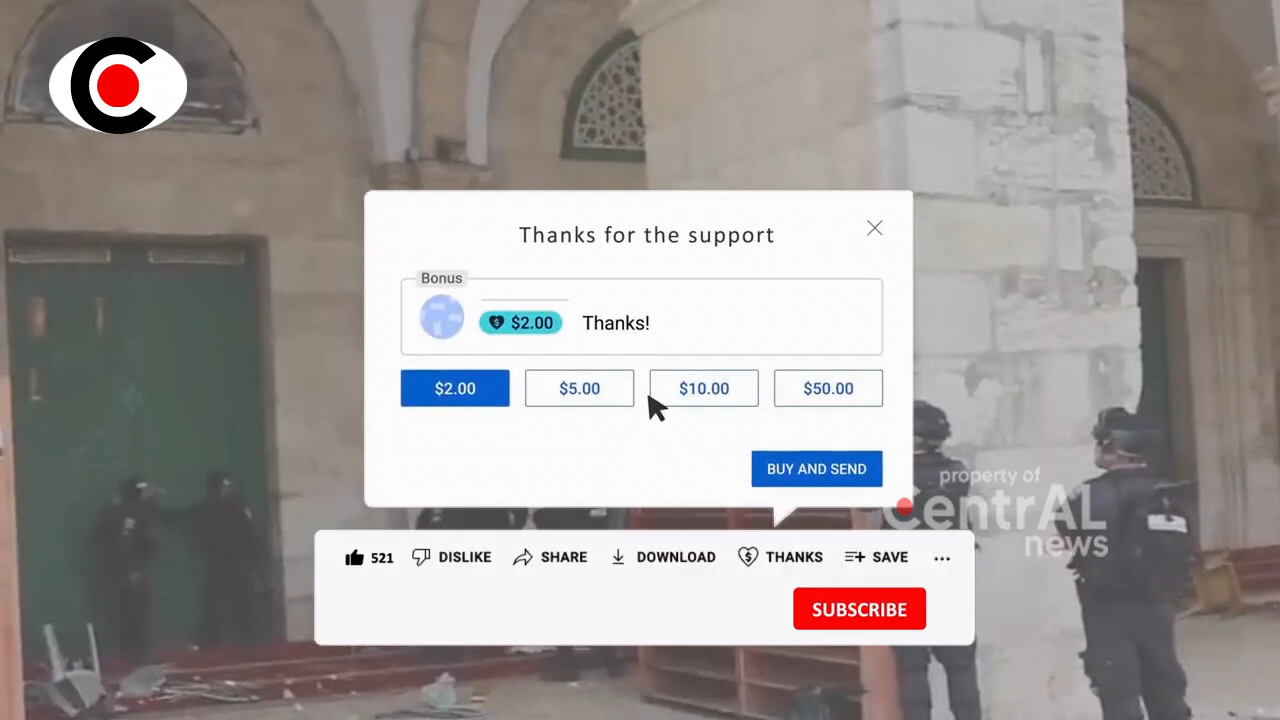 Thanks for the support
Bonus
$2.00 Thanks!
$2.00 $5.00 $10.00 $50.00
BUY AND SEND
property of
CentrAL
news
521 DISLIKE SHARE DOWNLOAD THANKS SAVE
SUBSCRIBE